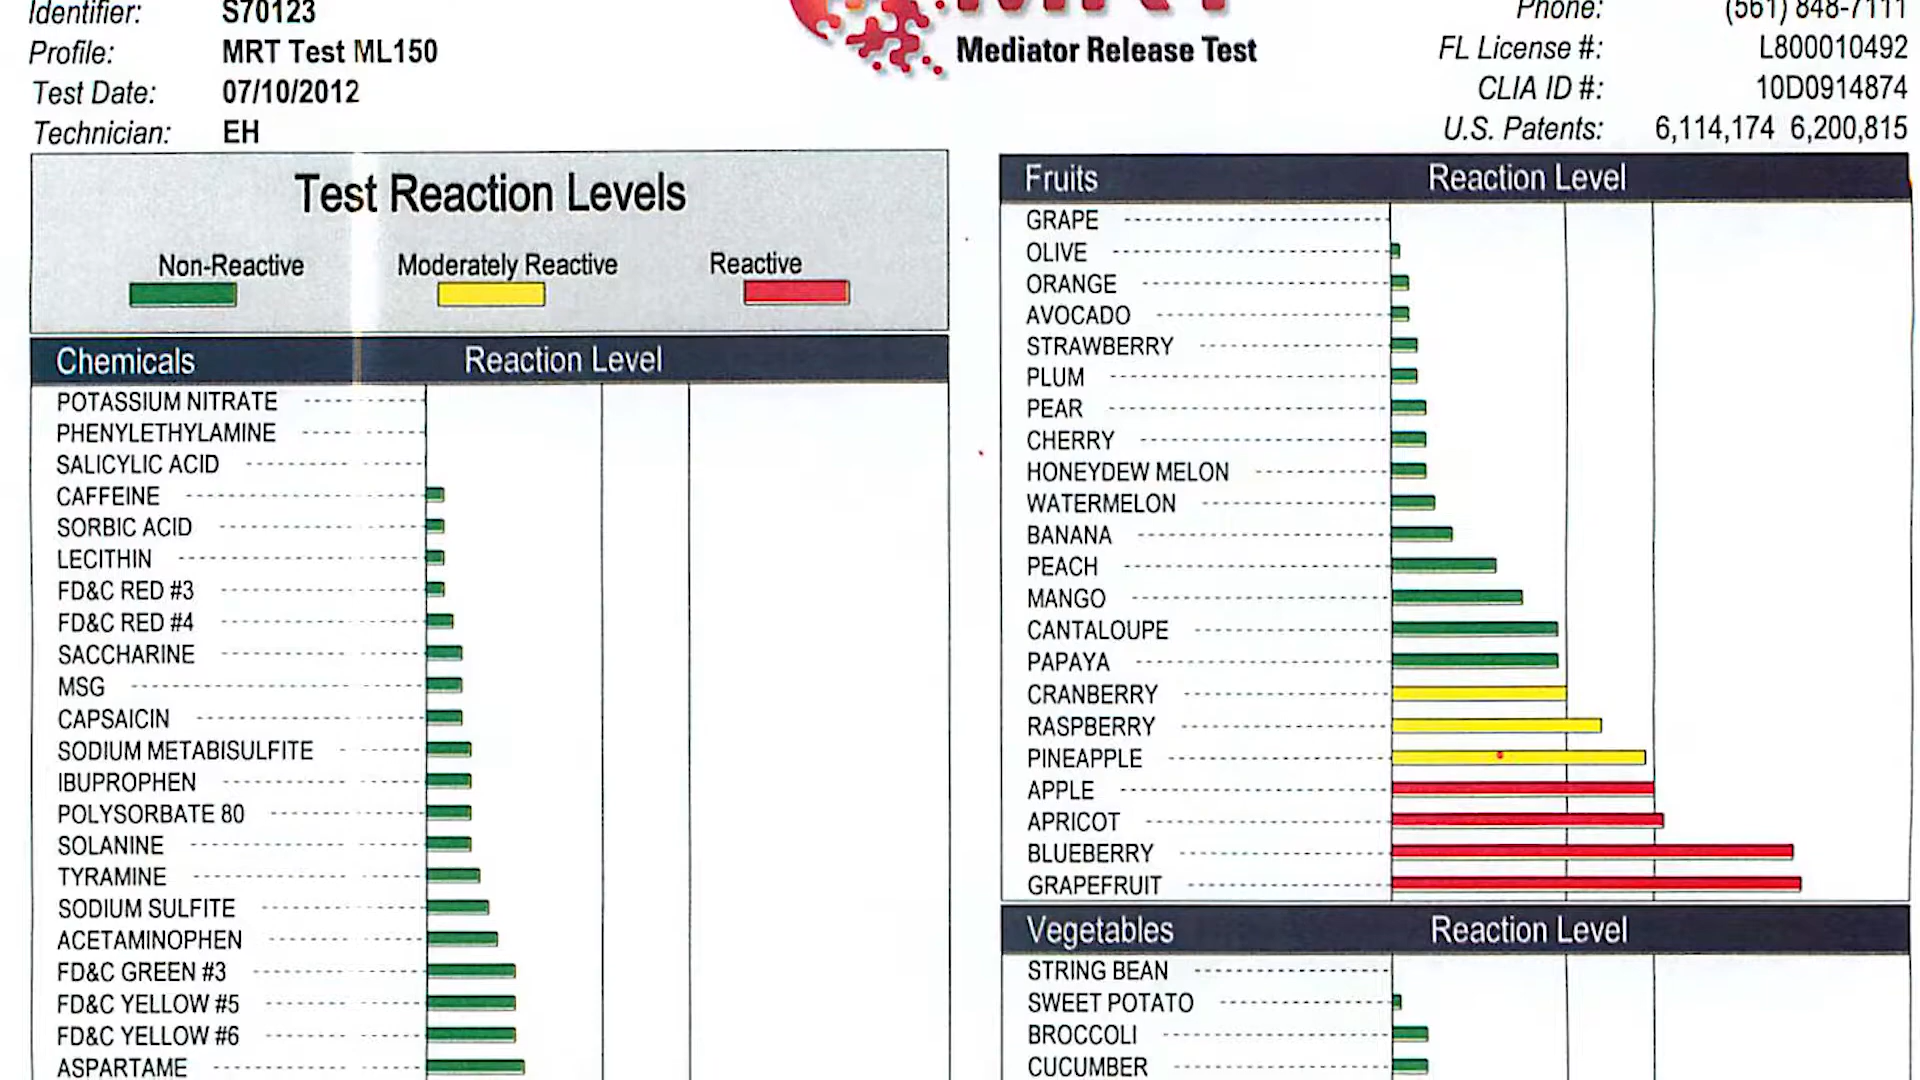 Identifier: S70123
Profile: MRT Test ML150
Test Date: 07/10/2012
Technician: EH
MRT
Mediator Release Test
Phone: (561) 848-7111
FL License #: L800010492
CLIA ID #: 10D0914874
U.S. Patents: 6,114,174 6,200,815
Test Reaction Levels
Non-Reactive Moderately Reactive Reactive
Chemicals Reaction Level
POTASSIUM NITRATE
PHENYLETHYLAMINE
SALICYLIC ACID
CAFFEINE
SORBIC ACID
LECITHIN
FD&C RED #3
FD&C RED #4
SACCHARINE
MSG
CAPSAICIN
SODIUM METABISULFITE
IBUPROPHEN
POLYSORBATE 80
SOLANINE
TYRAMINE
SODIUM SULFITE
ACETAMINOPHEN
FD&C GREEN #3
FD&C YELLOW #5
FD&C YELLOW #6
ASPARTAME
Fruits Reaction Level
GRAPE
OLIVE
ORANGE
AVOCADO
STRAWBERRY
PLUM
PEAR
CHERRY
HONEYDEW MELON
WATERMELON
BANANA
PEACH
MANGO
CANTALOUPE
PAPAYA
CRANBERRY
RASPBERRY
PINEAPPLE
APPLE
APRICOT
BLUEBERRY
GRAPEFRUIT
Vegetables Reaction Level
STRING BEAN
SWEET POTATO
BROCCOLI
CUCUMBER